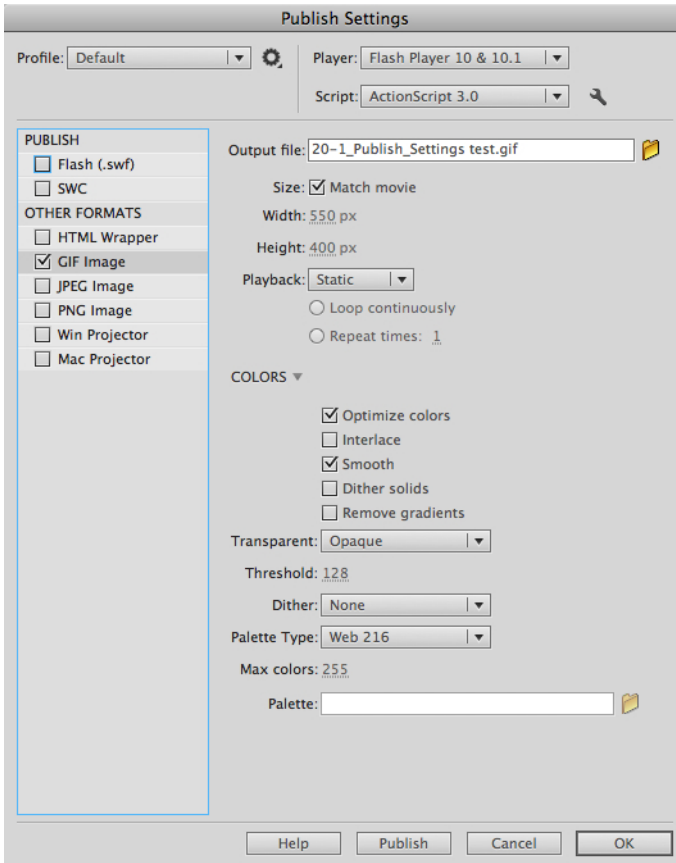 Publish Settings
Profile: Default
Player: Flash Player 10 & 10.1
Script: ActionScript 3.0
PUBLISH
Flash (.swf)
SWC
OTHER FORMATS
HTML Wrapper
GIF Image
JPEG Image
PNG Image
Win Projector
Mac Projector
Output file: 20-1_Publish_Settings test.gif
Size: Match movie
Width: 550 px
Height: 400 px
Playback: Static
Loop continuously
Repeat times: 1
COLORS
Optimize colors
Interlace
Smooth
Dither solids
Remove gradients
Transparent: Opaque
Threshold: 128
Dither: None
Palette Type: Web 216
Max colors: 255
Palette:
Help Publish Cancel OK